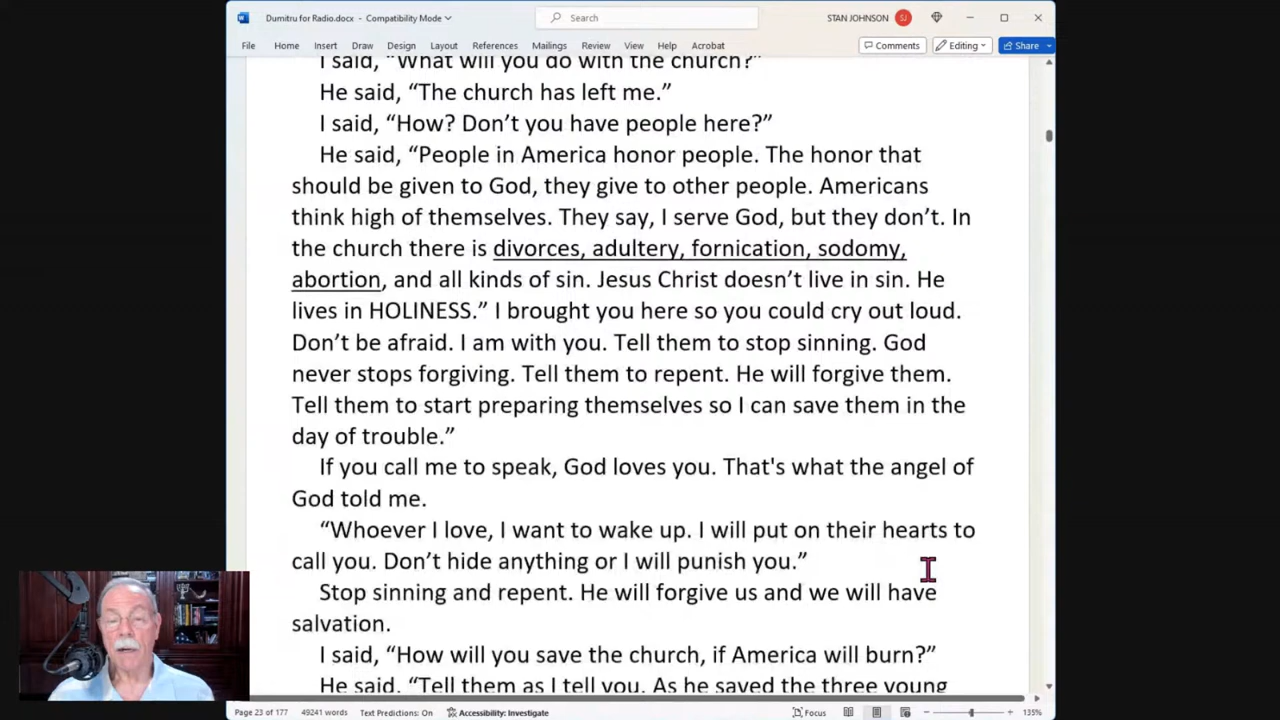 Dumitru for Radio.docx • Compatibility Mode
Search
STAN JOHNSON
SJ
File Home Insert Draw Design Layout References Mailings Review View Help Acrobat
Comments
Editing
Share
I said, “What will you do with the church?”
He said, “The church has left me.”
I said, “How? Don’t you have people here?”
He said, “People in America honor people. The honor that
should be given to God, they give to other people. Americans
think high of themselves. They say, I serve God, but they don’t. In
the church there is divorces, adultery, fornication, sodomy,
abortion, and all kinds of sin. Jesus Christ doesn’t live in sin. He
lives in HOLINESS.” I brought you here so you could cry out loud.
Don’t be afraid. I am with you. Tell them to stop sinning. God
never stops forgiving. Tell them to repent. He will forgive them.
Tell them to start preparing themselves so I can save them in the
day of trouble.”
If you call me to speak, God loves you. That's what the angel of
God told me.
“Whoever I love, I want to wake up. I will put on their hearts to
call you. Don’t hide anything or I will punish you.”
Stop sinning and repent. He will forgive us and we will have
salvation.
I said, “How will you save the church, if America will burn?”
He said, “Tell them as I tell you. As he saved the three young
Page 23 of 177 49241 words Text Predictions: On Accessibility: Investigate
Focus
135%